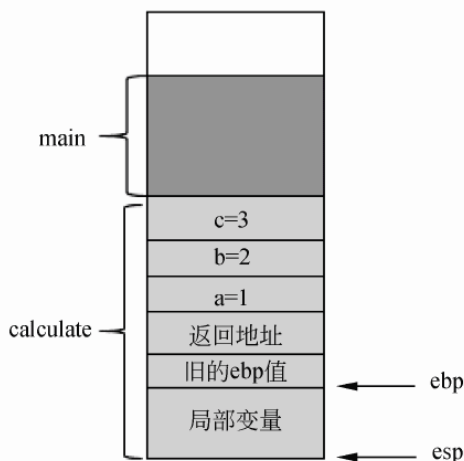 main
c=3
b=2
a=1
calculate
返回地址
旧的ebp值
ebp
局部变量
esp